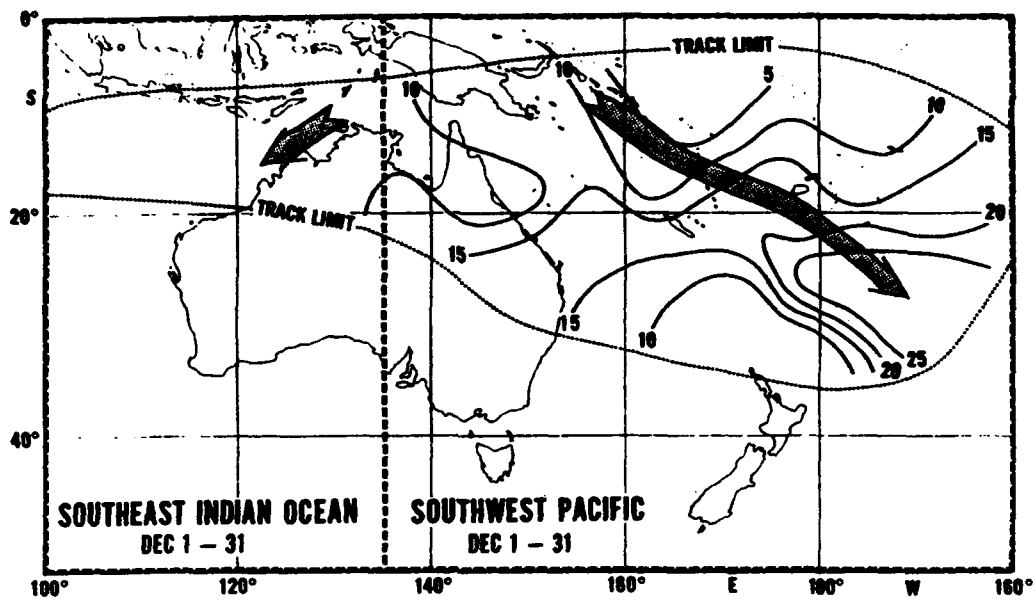 0°
TRACK LIMIT
10
5
S
10
10
15
20°
TRACK LIMIT
20
15
15
10
25
20
40°
SOUTHEAST INDIAN OCEAN
DEC 1 – 31
SOUTHWEST PACIFIC
DEC 1 – 31
100° 120° 140° 160° E 180° W 160°